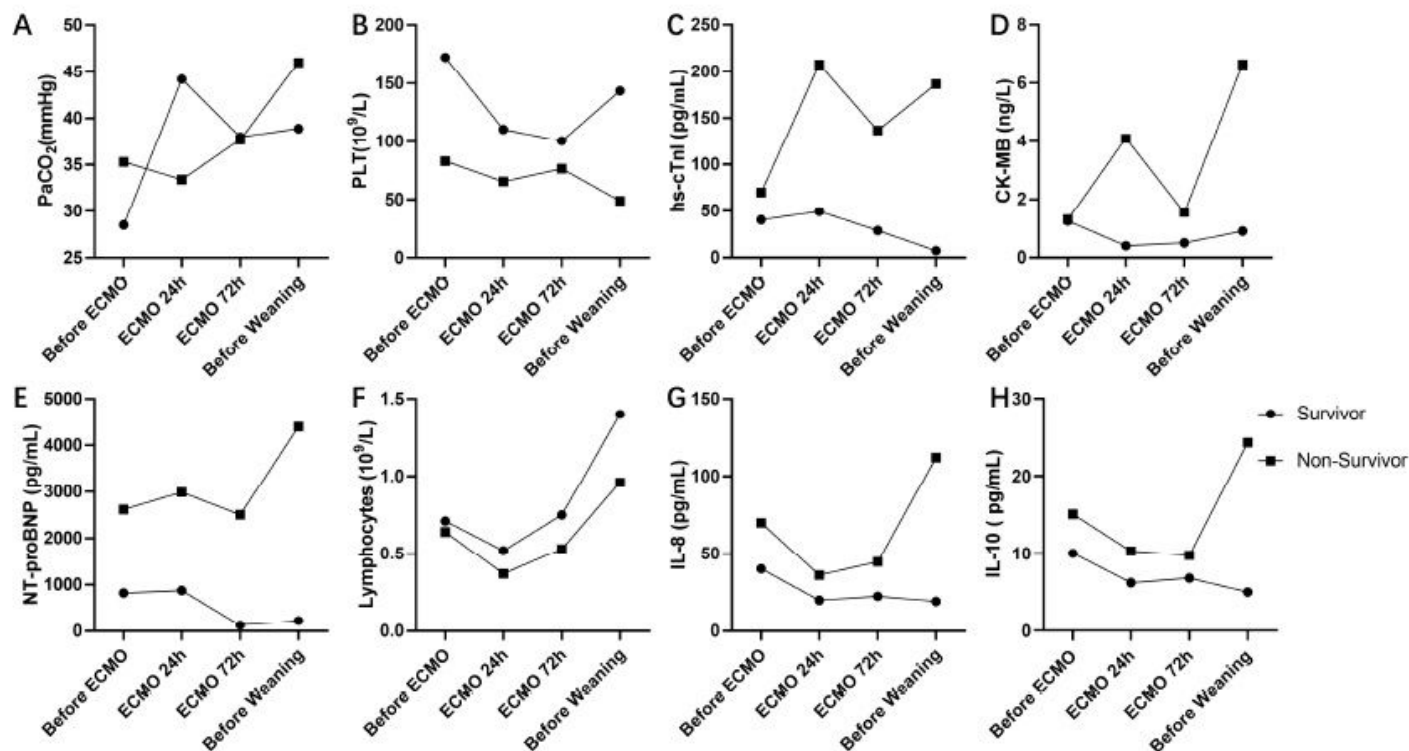 A
PaCO2(mmHg)
50
45
40
35
30
25
Before ECMO
ECMO 24h
ECMO 72h
Before Weaning
B
PLT(10^9/L)
200
150
100
50
0
Before ECMO
ECMO 24h
ECMO 72h
Before Weaning
C
hs-cTnI (pg/mL)
250
200
150
100
50
0
Before ECMO
ECMO 24h
ECMO 72h
Before Weaning
D
CK-MB (ng/L)
8
6
4
2
0
Before ECMO
ECMO 24h
ECMO 72h
Before Weaning
E
NT-proBNP (pg/mL)
5000
4000
3000
2000
1000
0
Before ECMO
ECMO 24h
ECMO 72h
Before Weaning
F
Lymphocytes (10^9/L)
1.5
1.0
0.5
0.0
Before ECMO
ECMO 24h
ECMO 72h
Before Weaning
G
IL-8 (pg/mL)
150
100
50
0
Before ECMO
ECMO 24h
ECMO 72h
Before Weaning
H
IL-10 ( pg/mL)
30
20
10
0
Before ECMO
ECMO 24h
ECMO 72h
Before Weaning
Survivor
Non-Survivor